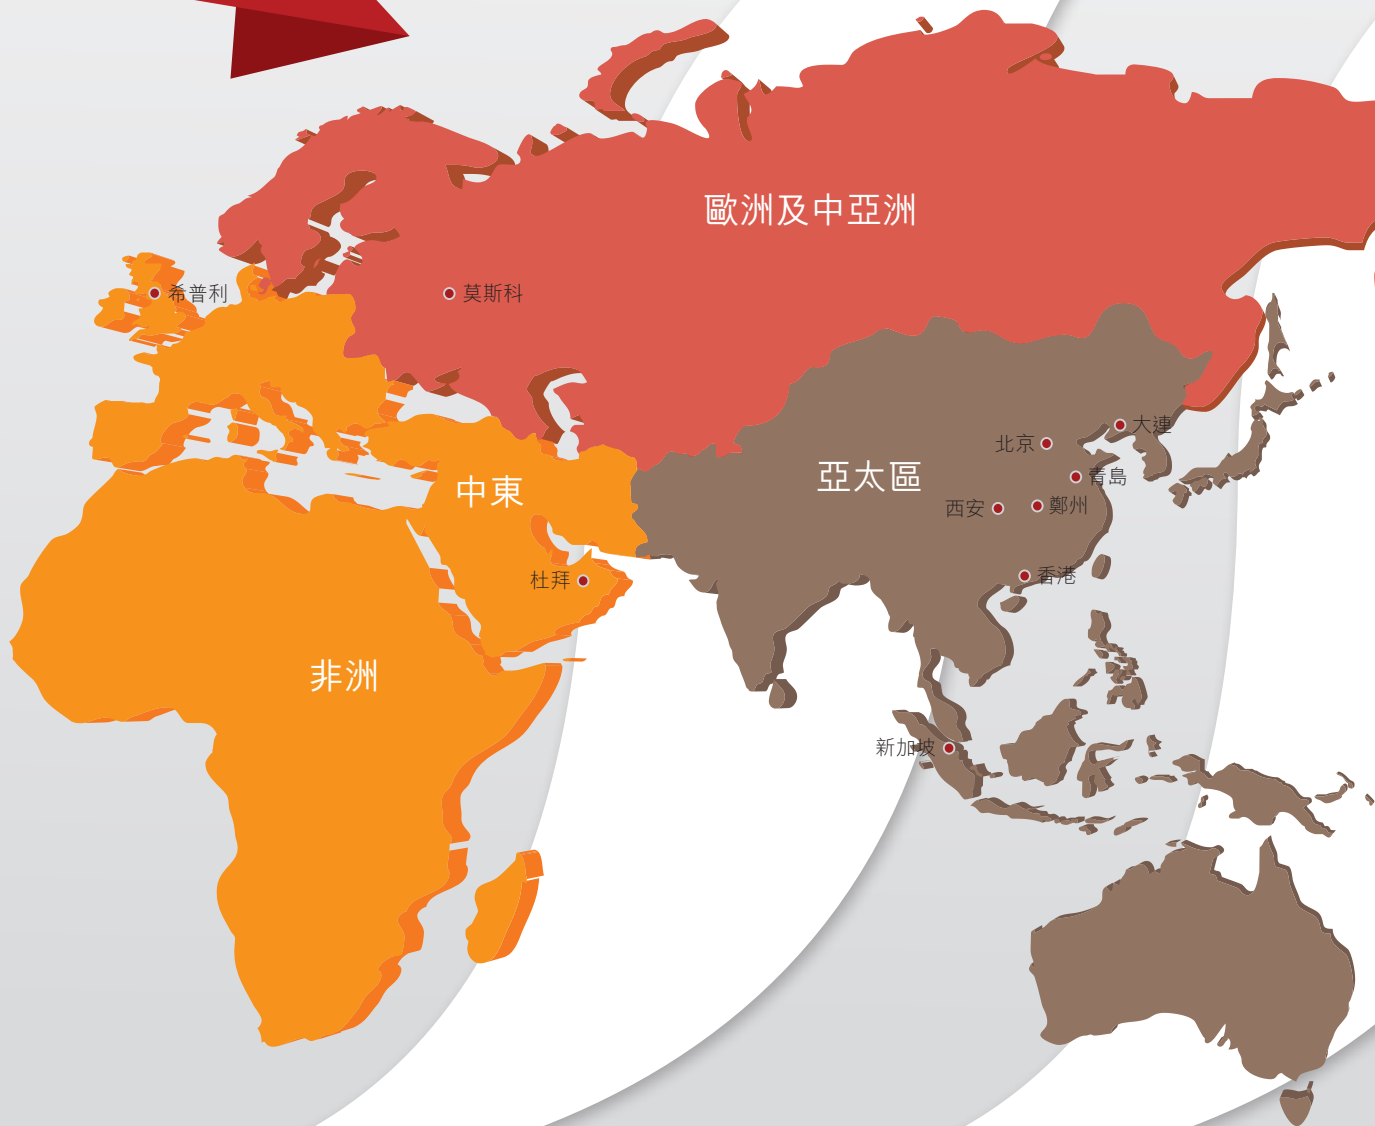 歐洲及中亞洲
希普利
莫斯科
大連
北京
亞太區
青島
中東
西安
鄭州
香港
杜拜
非洲
新加坡